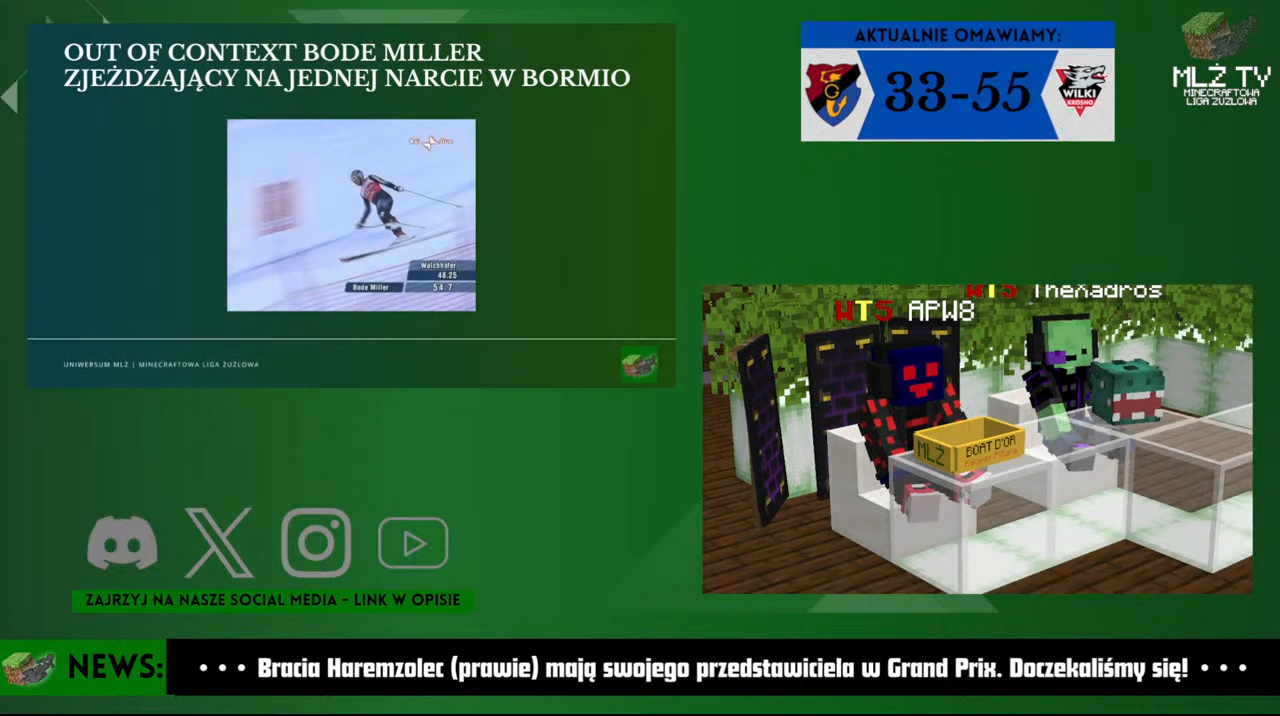 OUT OF CONTEXT BODE MILLER
ZJEŻDŻAJĄCY NA JEDNEJ NARCIE W BORMIO
Rai Due
Walchhofer
48.25
Bode Miller 54:7
UNIWERSUM MLŻ | MINECRAFTOWA LIGA ŻUŻLOWA
AKTUALNIE OMAWIAMY:
G
33-55
WILKI
KROSNO
MLŻ TV
MINECRAFTOWA
LIGA ŻUŻLOWA
WT5 Thenadros
WT5 APW8
MLŻ
BOAT D'OR
ZAJRZYJ NA NASZE SOCIAL MEDIA - LINK W OPISIE
NEWS:
• • • Bracia Haremzolec (prawie) mają swojego przedstawiciela w Grand Prix. Doczekaliśmy się! • • •